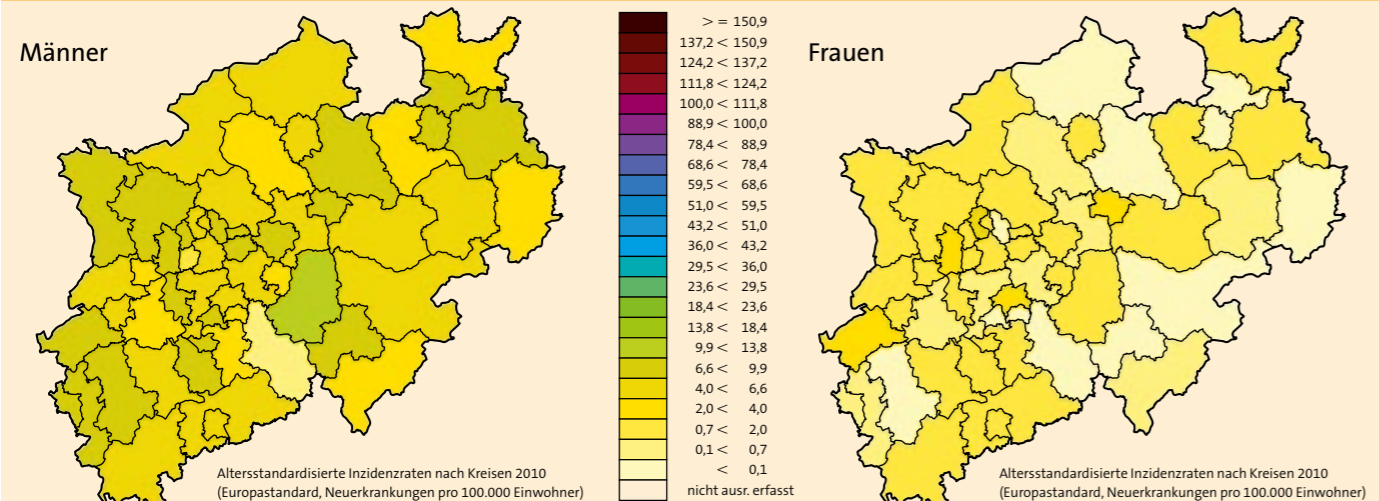 Männer
> = 150,9
137,2 < 150,9
124,2 < 137,2
111,8 < 124,2
100,0 < 111,8
88,9 < 100,0
78,4 < 88,9
68,6 < 78,4
59,5 < 68,6
51,0 < 59,5
43,2 < 51,0
36,0 < 43,2
29,5 < 36,0
23,6 < 29,5
18,4 < 23,6
13,8 < 18,4
9,9 < 13,8
6,6 < 9,9
4,0 < 6,6
2,0 < 4,0
0,7 < 2,0
0,1 < 0,7
< 0,1
nicht ausr. erfasst
Frauen
Altersstandardisierte Inzidenzraten nach Kreisen 2010
(Europastandard, Neuerkrankungen pro 100.000 Einwohner)
Altersstandardisierte Inzidenzraten nach Kreisen 2010
(Europastandard, Neuerkrankungen pro 100.000 Einwohner)